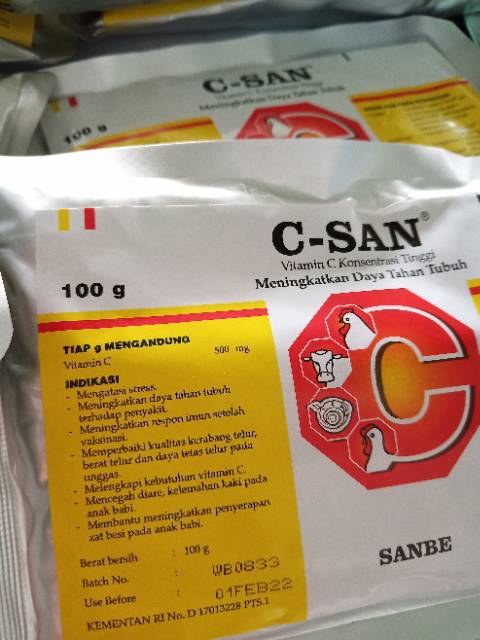 C-SAN
Vitamin C Konsentrasi Tinggi
Meningkatkan Daya Tahan Tubuh
100 g
C-SAN®
Vitamin C Konsentrasi Tinggi
Meningkatkan Daya Tahan Tubuh
100 g
TIAP g MENGANDUNG
Vitamin C 500 mg
INDIKASI
- Mengatasi stress.
- Meningkatkan daya tahan tubuh
terhadap penyakit.
- Meningkatkan respon imun setelah
vaksinasi.
- Memperbaiki kualitas kerabang telur,
berat telur dan daya tetas telur pada
unggas.
- Melengkapi kebutuhan vitamin C.
- Mencegah diare, kelemahan kaki pada
anak babi.
- Membantu meningkatkan penyerapan
zat besi pada anak babi.
Berat bersih : 100 g
Batch No. : WB0833
Use Before : 01FEB22
KEMENTAN RI No. D 17013228 PTS.1
C
SANBE